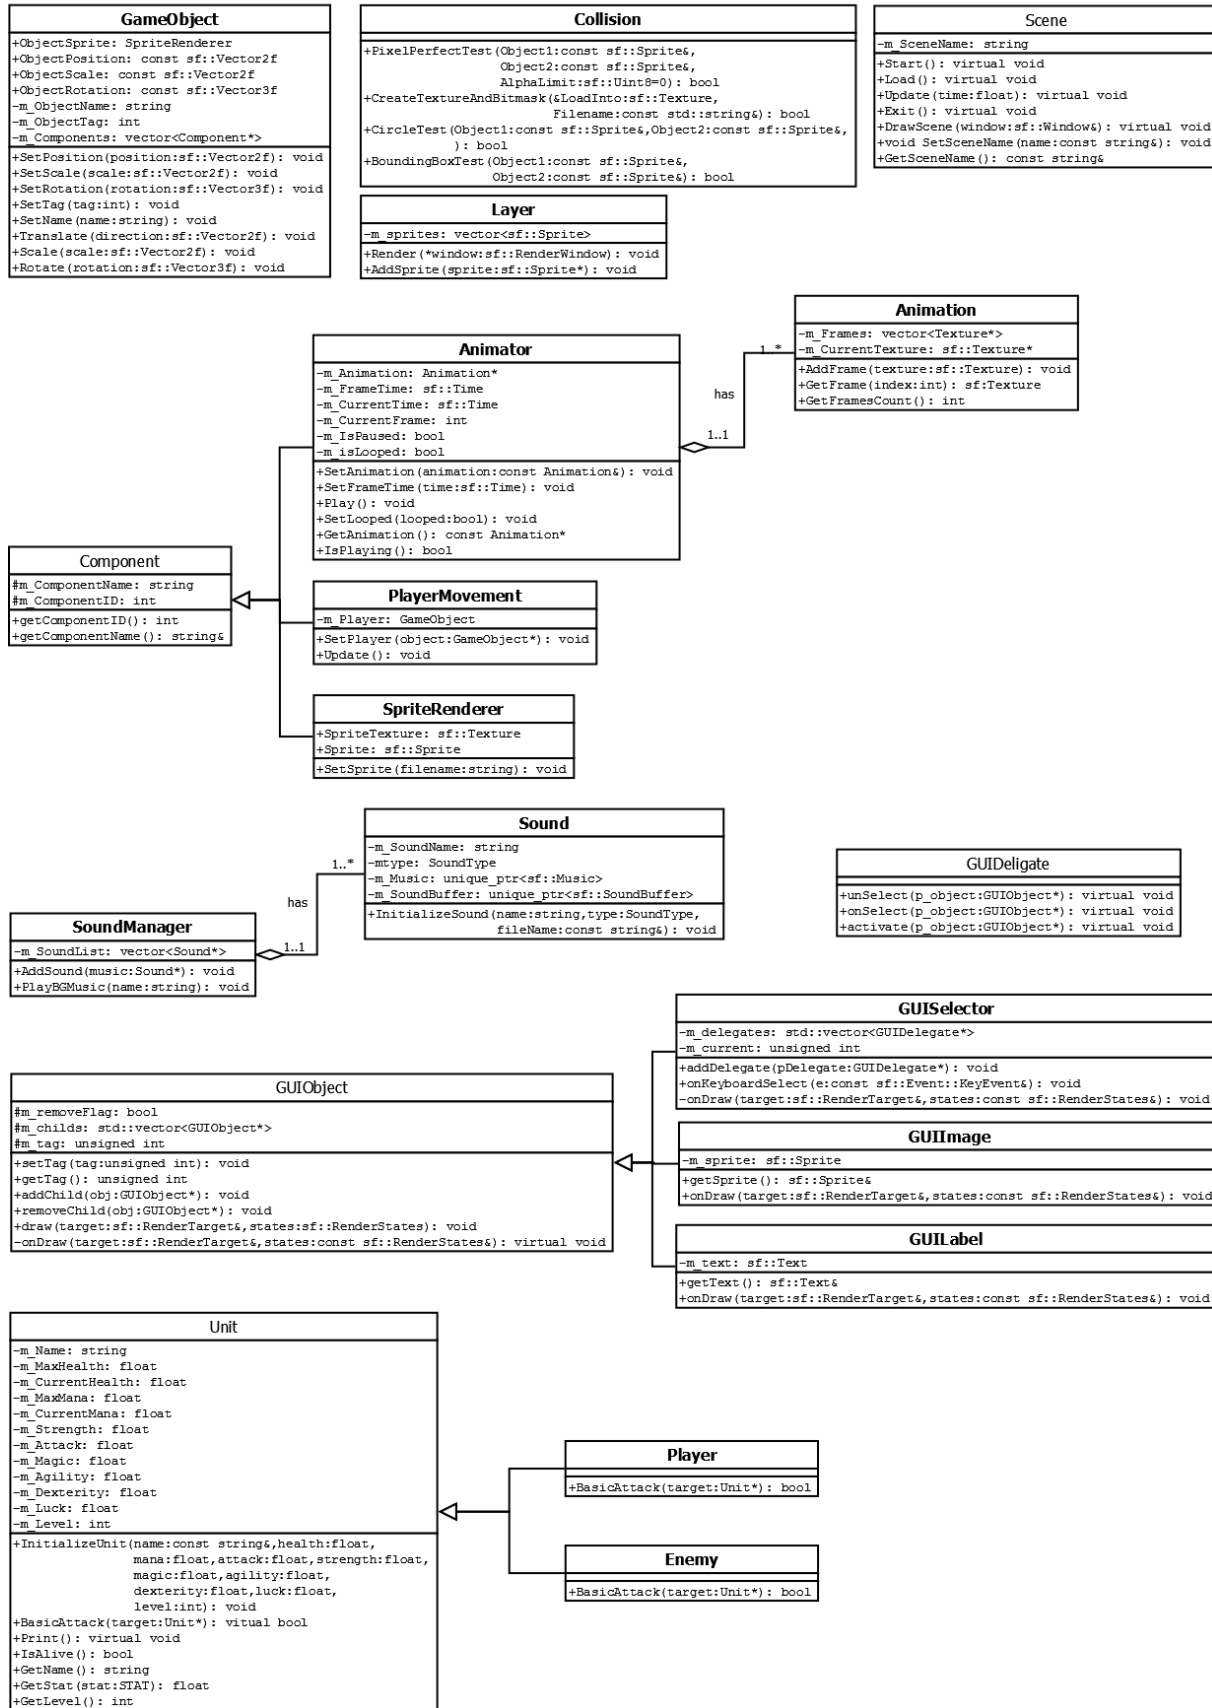 GameObject
+ObjectSprite: SpriteRenderer
+ObjectPosition: const sf::Vector2f
+ObjectScale: const sf::Vector2f
+ObjectRotation: const sf::Vector3f
-m_ObjectName: string
-m_ObjectTag: int
-m_Components: vector<Component*>
+SetPosition(position:sf::Vector2f): void
+SetScale(scale:sf::Vector2f): void
+SetRotation(rotation:sf::Vector3f): void
+SetTag(tag:int): void
+SetName(name:string): void
+Translate(direction:sf::Vector2f): void
+Scale(scale:sf::Vector2f): void
+Rotate(rotation:sf::Vector3f): void
Collision
+PixelPerfectTest(Object1:const sf::Sprite&,
Object2:const sf::Sprite&,
AlphaLimit:sf::Uint8=0): bool
+CreateTextureAndBitmask(&LoadInto:sf::Texture,
Filename:const std::string&): bool
+CircleTest(Object1:const sf::Sprite&,Object2:const sf::Sprite&,
): bool
+BoundingBoxTest(Object1:const sf::Sprite&,
Object2:const sf::Sprite&): bool
Scene
-m_SceneName: string
+Start(): virtual void
+Load(): virtual void
+Update(time:float): virtual void
+Exit(): virtual void
+DrawScene(window:sf::Window&): virtual void
+void SetSceneName(name:const string&): void
+GetSceneName(): const string&
Layer
-m_sprites: vector<sf::Sprite>
+Render(*window:sf::RenderWindow): void
+AddSprite(sprite:sf::Sprite*): void
Animator
-m_Animation: Animation*
-m_FrameTime: sf::Time
-m_CurrentTime: sf::Time
-m_CurrentFrame: int
-m_IsPaused: bool
-m_isLooped: bool
+SetAnimation(animation:const Animation&): void
+SetFrameTime(time:sf::Time): void
+Play(): void
+SetLooped(looped:bool): void
+GetAnimation(): const Animation*
+IsPlaying(): bool
1..*
has
1..1
Animation
-m_Frames: vector<Texture*>
-m_CurrentTexture: sf::Texture*
+AddFrame(texture:sf::Texture): void
+GetFrame(index:int): sf:Texture
+GetFramesCount(): int
Component
#m_ComponentName: string
#m_ComponentID: int
+getComponentID(): int
+getComponentName(): string&
PlayerMovement
-m_Player: GameObject
+SetPlayer(object:GameObject*): void
+Update(): void
SpriteRenderer
+SpriteTexture: sf::Texture
+Sprite: sf::Sprite
+SetSprite(filename:string): void
Sound
-m_SoundName: string
-mtype: SoundType
-m_Music: unique_ptr<sf::Music>
-m_SoundBuffer: unique_ptr<sf::SoundBuffer>
+InitializeSound(name:string,type:SoundType,
fileName:const string&): void
1..*
has
1..1
SoundManager
-m_SoundList: vector<Sound*>
+AddSound(music:Sound*): void
+PlayBGMusic(name:string): void
GUIDeligate
+unSelect(p_object:GUIObject*): virtual void
+onSelect(p_object:GUIObject*): virtual void
+activate(p_object:GUIObject*): virtual void
GUISelector
-m_delegates: std::vector<GUIDelegate*>
-m_current: unsigned int
+addDelegate(pDelegate:GUIDelegate*): void
+onKeyboardSelect(e:const sf::Event::KeyEvent&): void
-onDraw(target:sf::RenderTarget&,states:const sf::RenderStates&): void
GUIObject
#m_removeFlag: bool
#m_childs: std::vector<GUIObject*>
#m_tag: unsigned int
+setTag(tag:unsigned int): void
+getTag(): unsigned int
+addChild(obj:GUIObject*): void
+removeChild(obj:GUIObject*): void
+draw(target:sf::RenderTarget&,states:sf::RenderStates): void
-onDraw(target:sf::RenderTarget&,states:const sf::RenderStates&): virtual void
GUIImage
-m_sprite: sf::Sprite
+getSprite(): sf::Sprite&
+onDraw(target:sf::RenderTarget&,states:const sf::RenderStates&): void
GUILabel
-m_text: sf::Text
+getText(): sf::Text&
+onDraw(target:sf::RenderTarget&,states:const sf::RenderStates&): void
Unit
-m_Name: string
-m_MaxHealth: float
-m_CurrentHealth: float
-m_MaxMana: float
-m_CurrentMana: float
-m_Strength: float
-m_Attack: float
-m_Magic: float
-m_Agility: float
-m_Dexterity: float
-m_Luck: float
-m_Level: int
+InitializeUnit(name:const string&,health:float,
mana:float,attack:float,strength:float,
magic:float,agility:float,
dexterity:float,luck:float,
level:int): void
+BasicAttack(target:Unit*): vitual bool
+Print(): virtual void
+IsAlive(): bool
+GetName(): string
+GetStat(stat:STAT): float
+GetLevel(): int
Player
+BasicAttack(target:Unit*): bool
Enemy
+BasicAttack(target:Unit*): bool